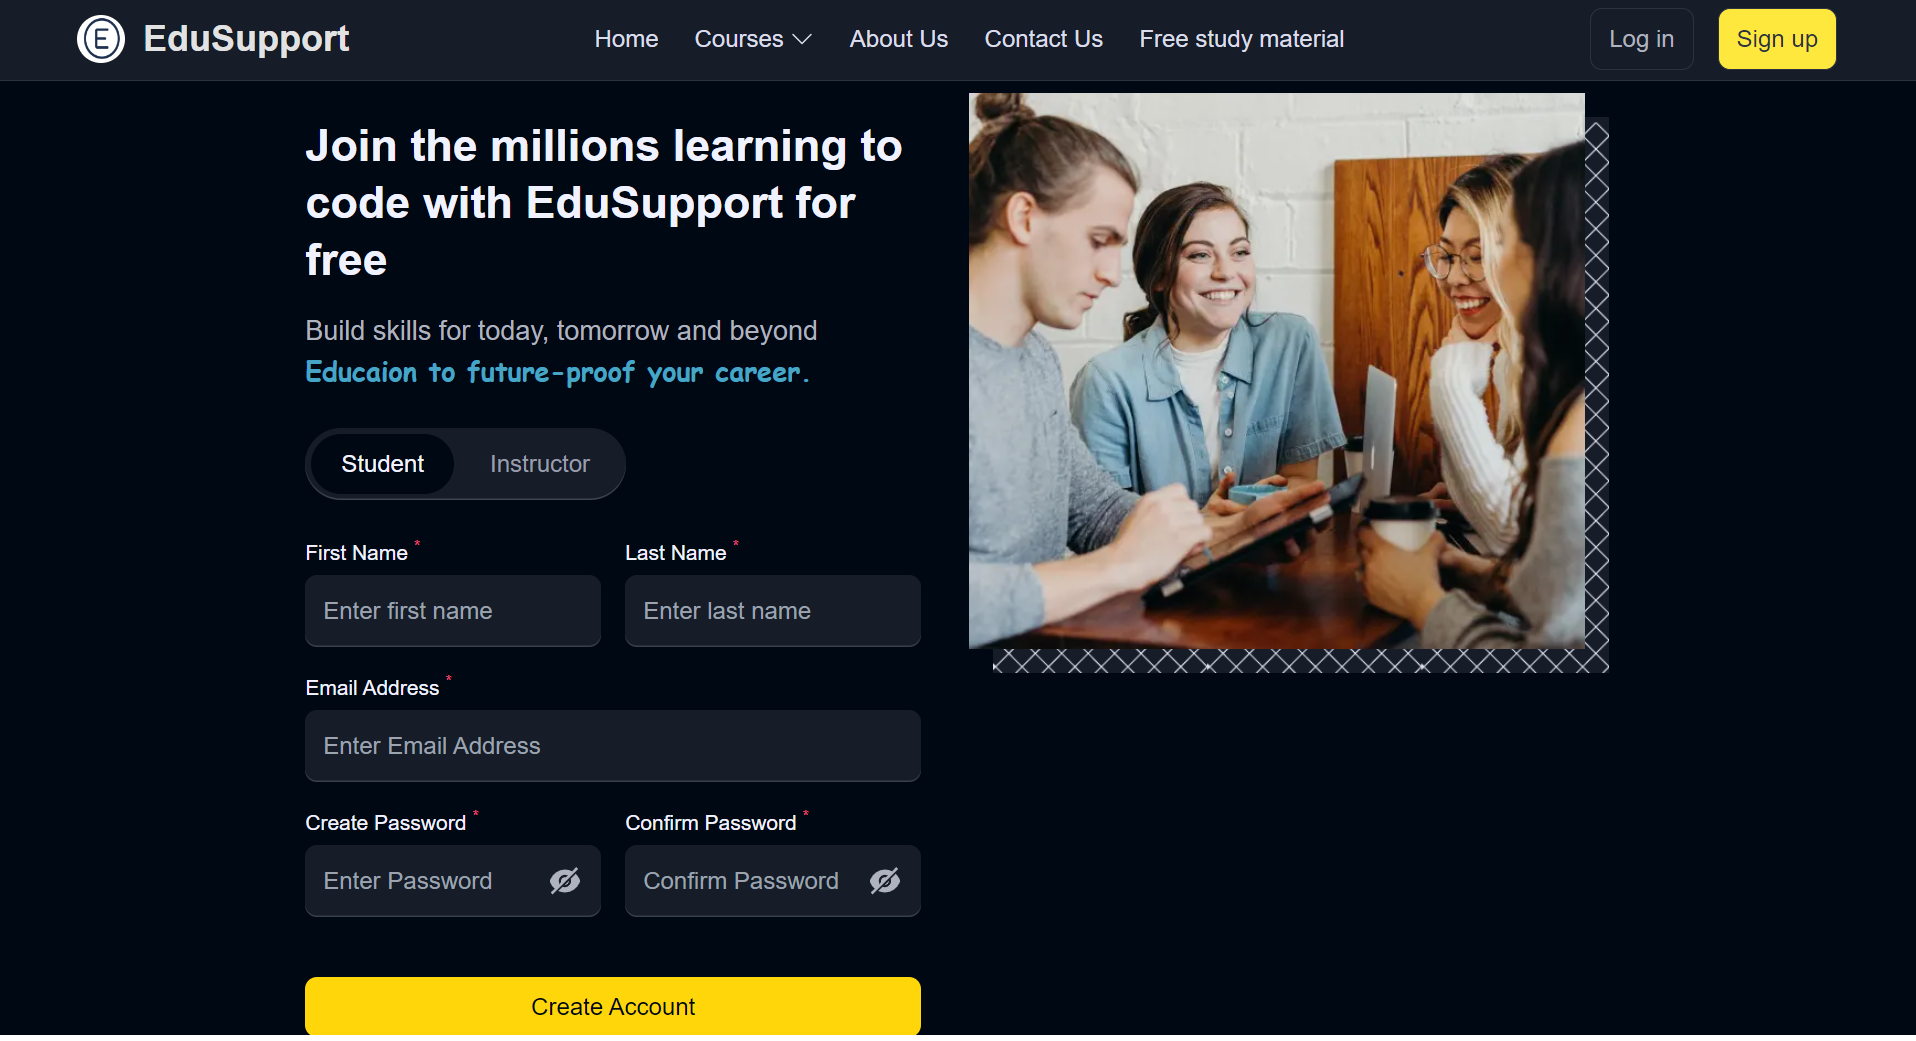 E EduSupport Home Courses About Us Contact Us Free study material Log in Sign up
Join the millions learning to
code with EduSupport for
free
Build skills for today, tomorrow and beyond
Educaion to future-proof your career.
Student Instructor
First Name * Last Name *
Enter first name Enter last name
Email Address *
Enter Email Address
Create Password * Confirm Password *
Enter Password Confirm Password
Create Account